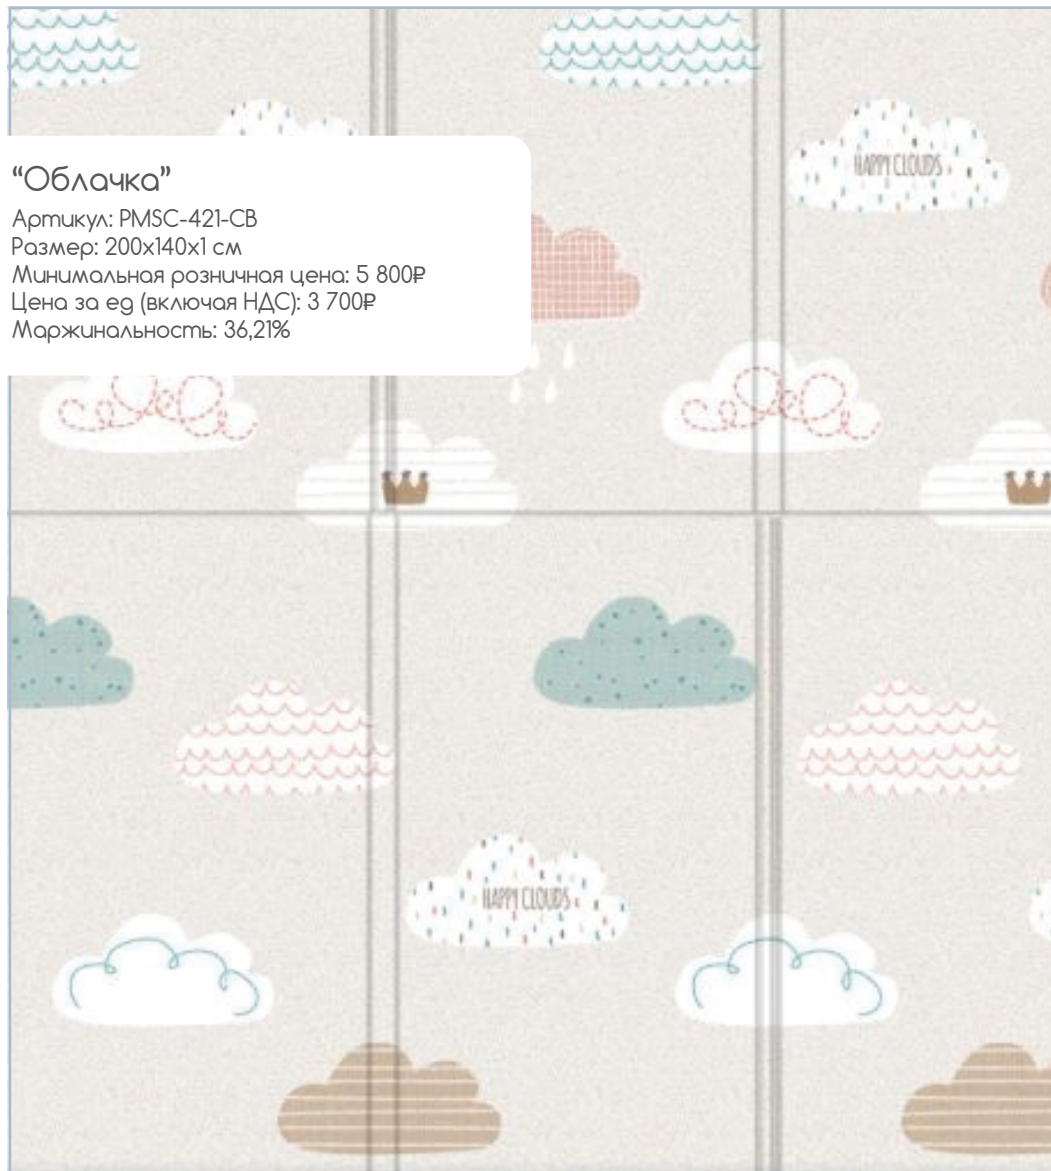 “Облачка”
Артикул: PMSC-421-CB
Размер: 200x140x1 см
Минимальная розничная цена: 5 800₽
Цена за ед (включая НДС): 3 700₽
Маржинальность: 36,21%
HAPPY CLOUDS
HAPPY CLOUDS